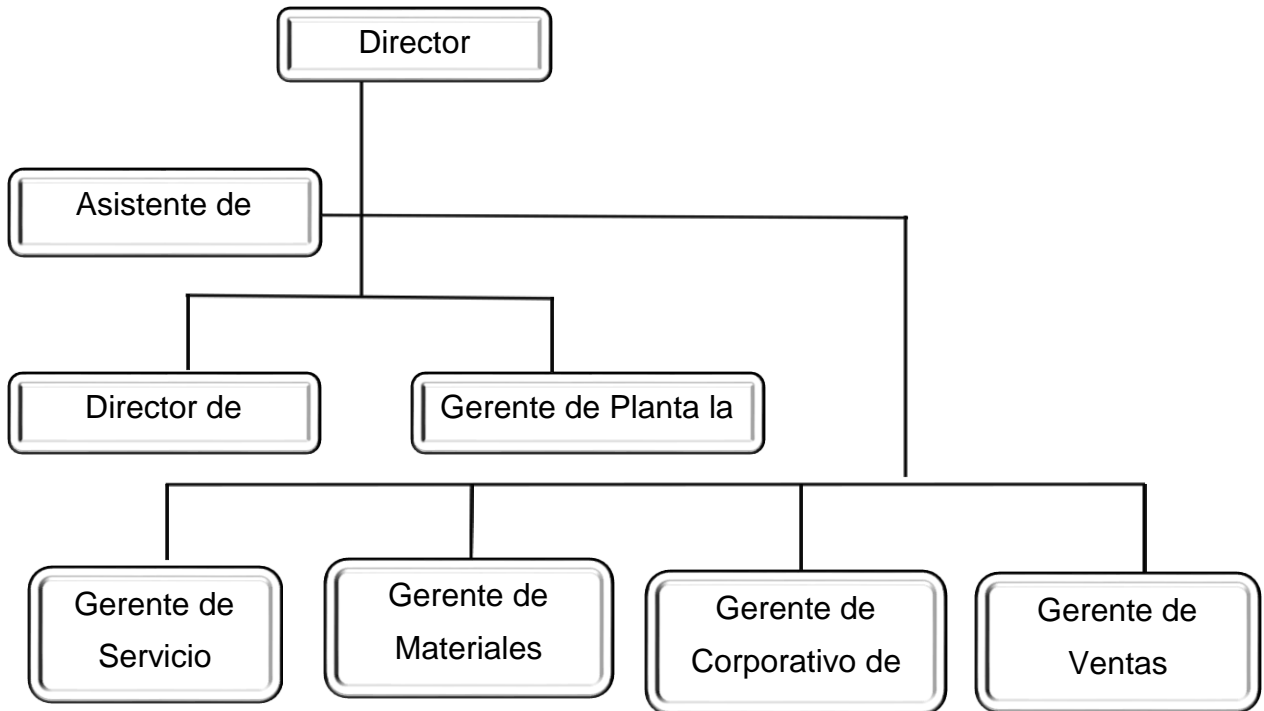 Director
Asistente de
Director de
Gerente de Planta la
Gerente de
Servicio
Gerente de
Materiales
Gerente de
Corporativo de
Gerente de
Ventas